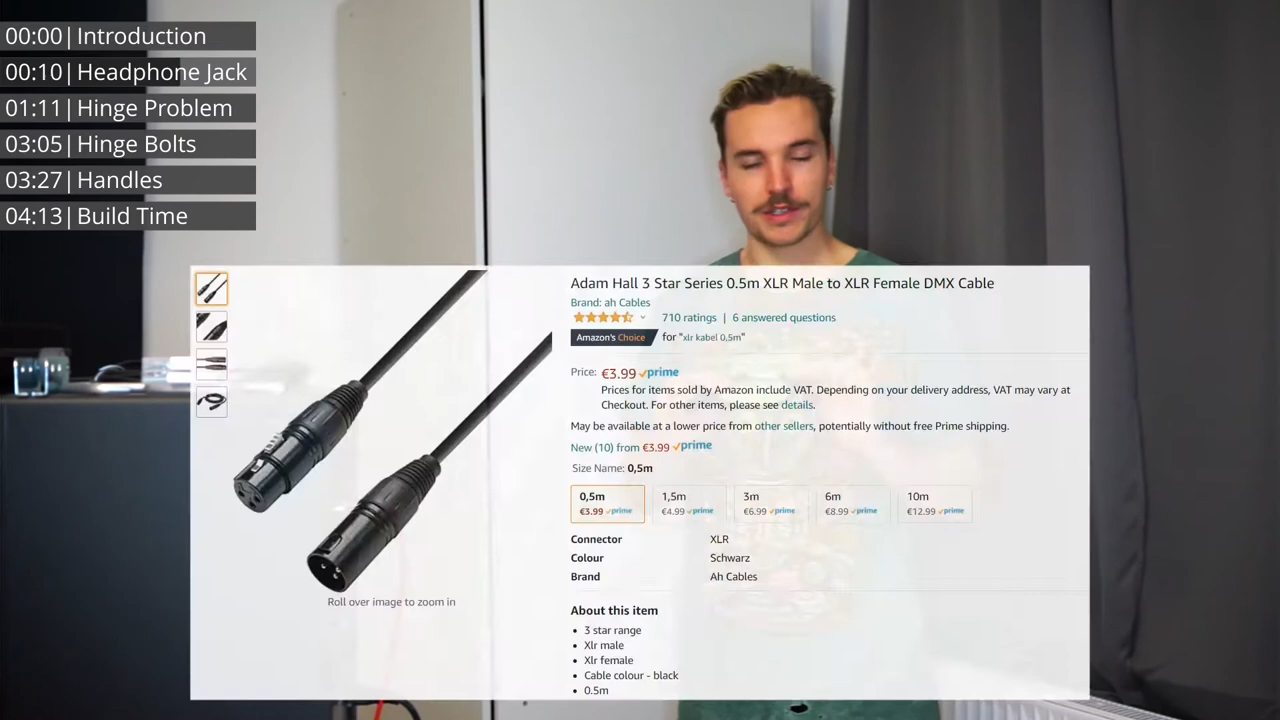 00:00|Introduction
00:10|Headphone Jack
01:11|Hinge Problem
03:05|Hinge Bolts
03:27|Handles
04:13|Build Time
Adam Hall 3 Star Series 0.5m XLR Male to XLR Female DMX Cable
Brand: ah Cables
710 ratings | 6 answered questions
Amazon's Choice for "xlr kabel 0,5m"
Price: €3.99 prime
Prices for items sold by Amazon include VAT. Depending on your delivery address, VAT may vary at
Checkout. For other items, please see details.
May be available at a lower price from other sellers, potentially without free Prime shipping.
New (10) from €3.99 prime
Size Name: 0,5m
0,5m 1,5m 3m 6m 10m
€3.99 prime €4.99 prime €6.99 prime €8.99 prime €12.99 prime
Connector XLR
Colour Schwarz
Brand Ah Cables
Roll over image to zoom in
About this item
• 3 star range
• Xlr male
• Xlr female
• Cable colour - black
• 0.5m